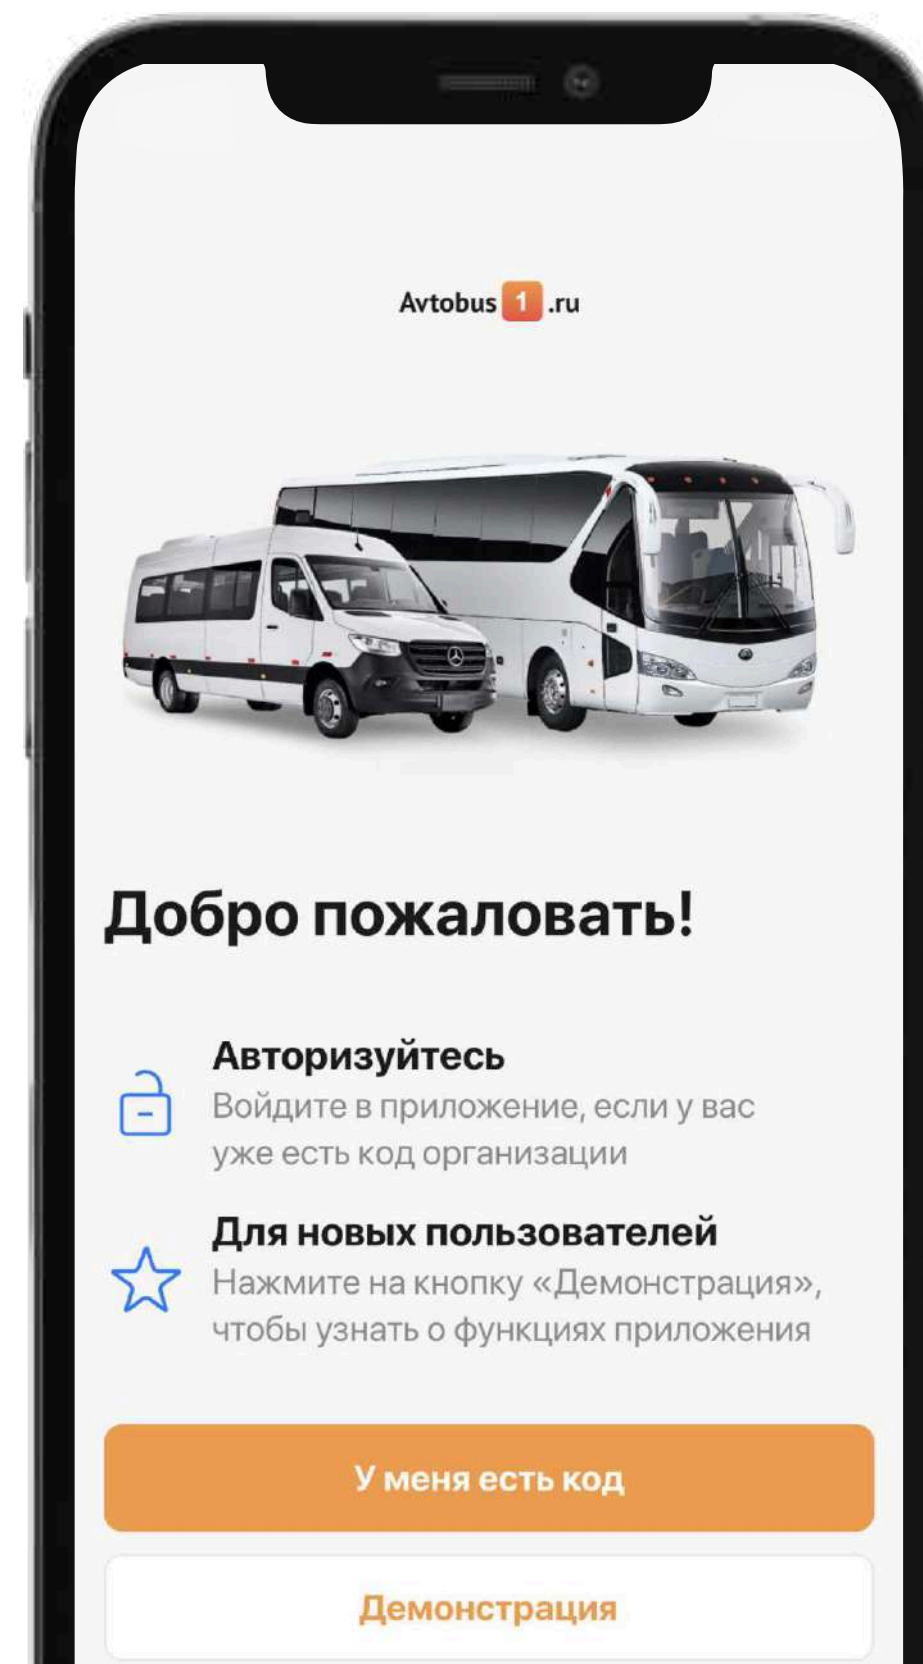 Avtobus 1 .ru
Добро пожаловать!
Авторизуйтесь
Войдите в приложение, если у вас
уже есть код организации
Для новых пользователей
Нажмите на кнопку «Демонстрация»,
чтобы узнать о функциях приложения
У меня есть код
Демонстрация